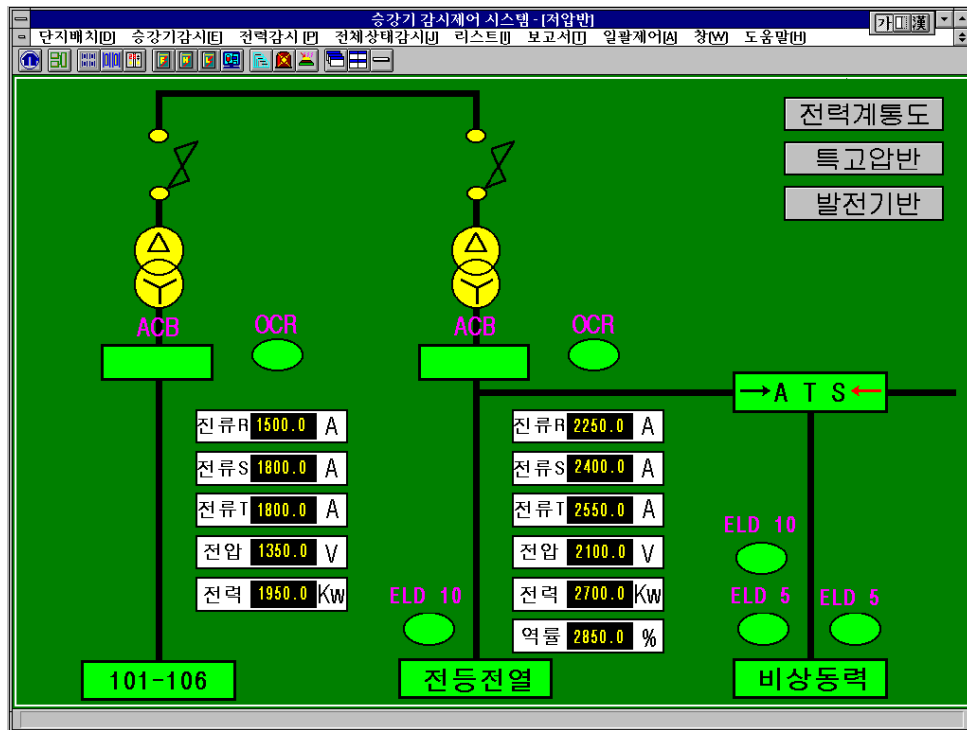 승강기 감시제어 시스템 - [저압반]
가 漢
단지배치[D] 승강기감시[E] 전력감시 [P] 전체상태감시[J] 리스트[I] 보고서[T] 일괄제어[A] 창[W] 도움말[H]
전력계통도
특고압반
발전기반
ACB OCR ACB OCR
A T S
진류R 1500.0 A
전류S 1800.0 A
전류T 1800.0 A
전압 1350.0 V
전력 1950.0 Kw
진류R 2250.0 A
전류S 2400.0 A
전류T 2550.0 A
전압 2100.0 V
전력 2700.0 Kw
역률 2850.0 %
ELD 10
ELD 10
ELD 5 ELD 5
101-106 전등전열 비상동력